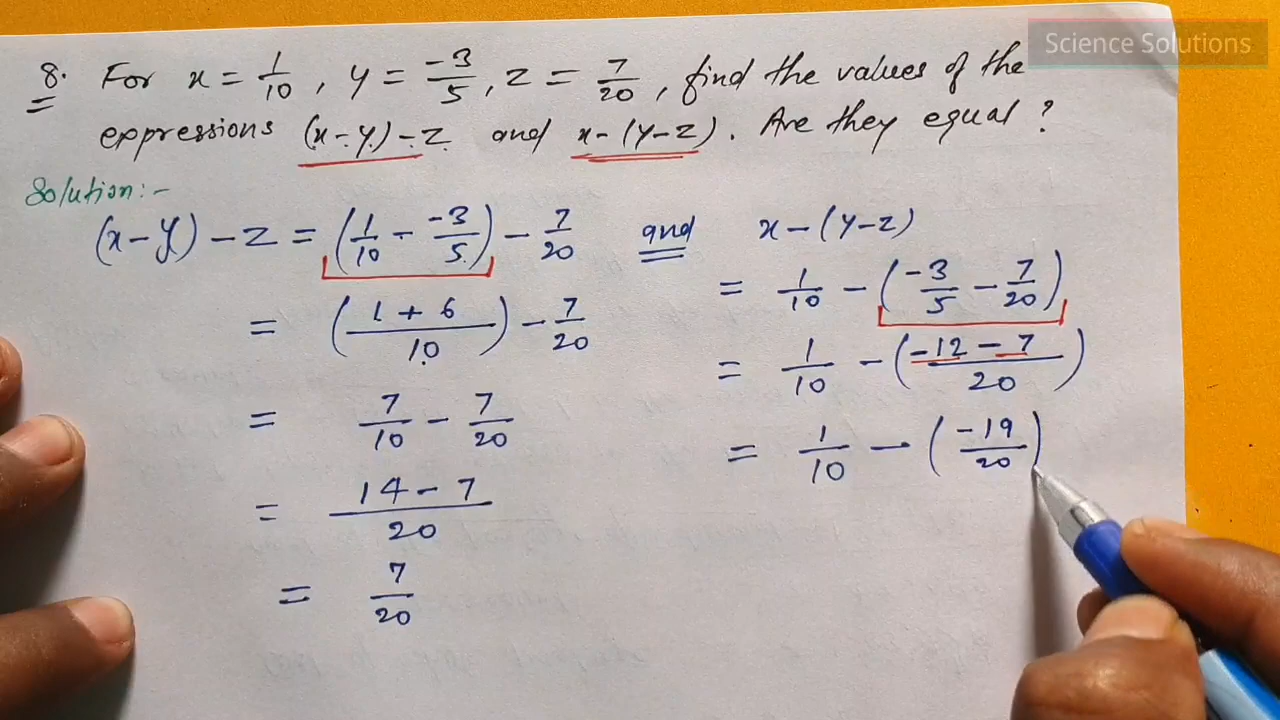 Science Solutions
8. For x = 1/10, y = -3/5, z = 7/20, find the values of the
expressions (x-y)-z and x-(y-z). Are they equal?
Solution:-
(x-y)-z = (1/10 - -3/5) - 7/20 and
= (1+6/10) - 7/20
= 7/10 - 7/20
= 14-7/20
= 7/20
x-(y-z)
= 1/10 - (-3/5 - 7/20)
= 1/10 - (-12-7/20)
= 1/10 - (-19/20)